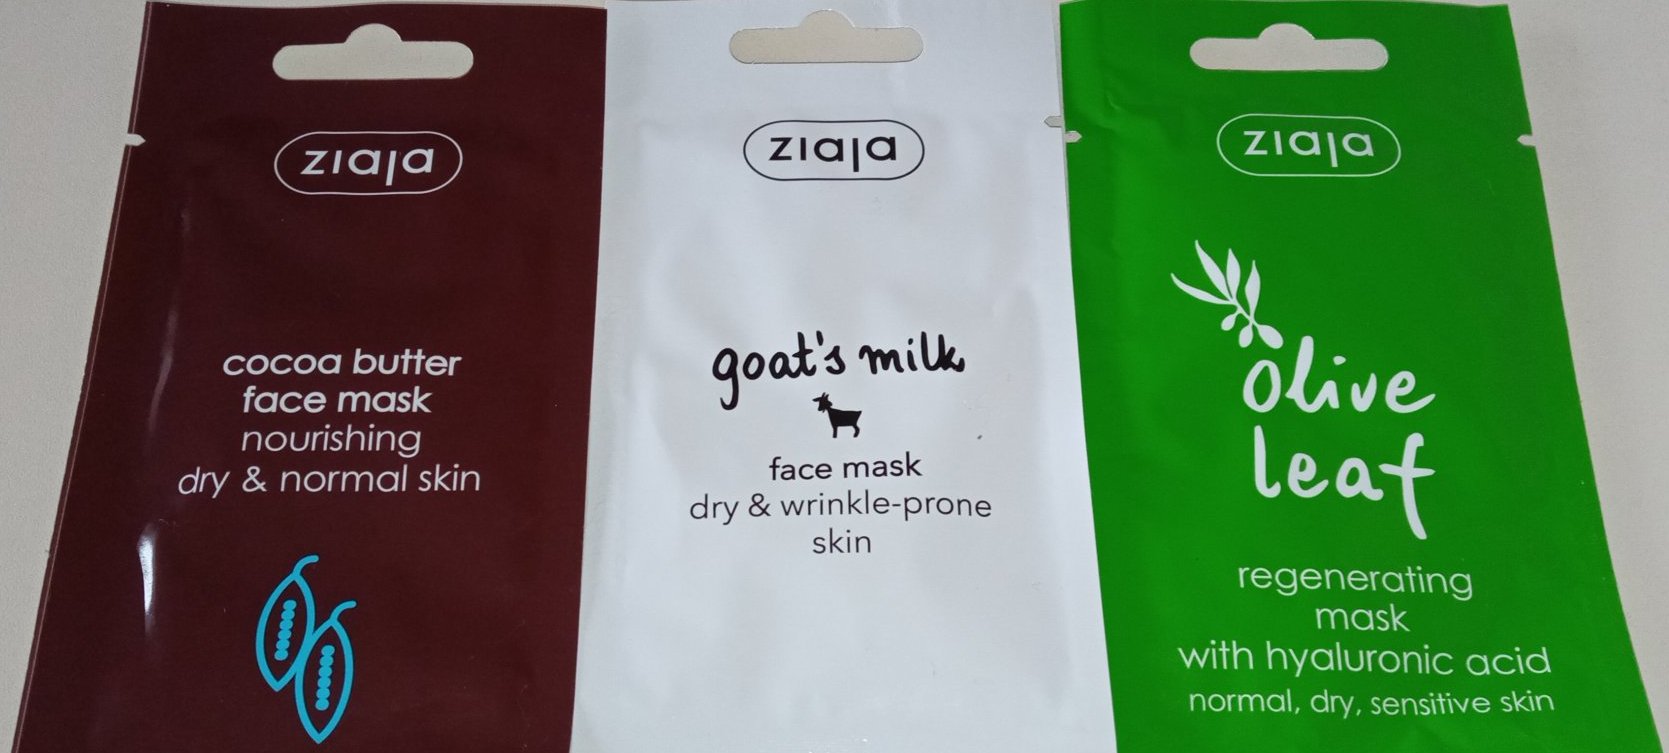 ziaja
cocoa butter
face mask
nourishing
dry & normal skin
ziaja
goat's milk
face mask
dry & wrinkle-prone
skin
ziaja
olive
leaf
regenerating
mask
with hyaluronic acid
normal, dry, sensitive skin